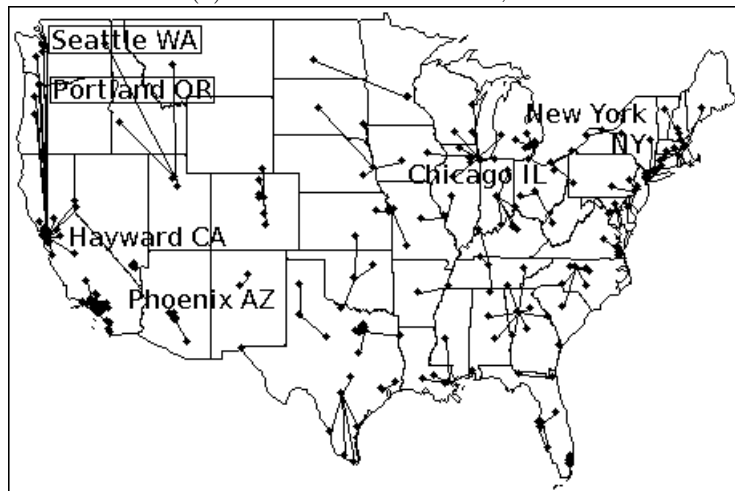 Seattle WA
Portland OR
New York
NY
Chicago IL
Hayward CA
Phoenix AZ